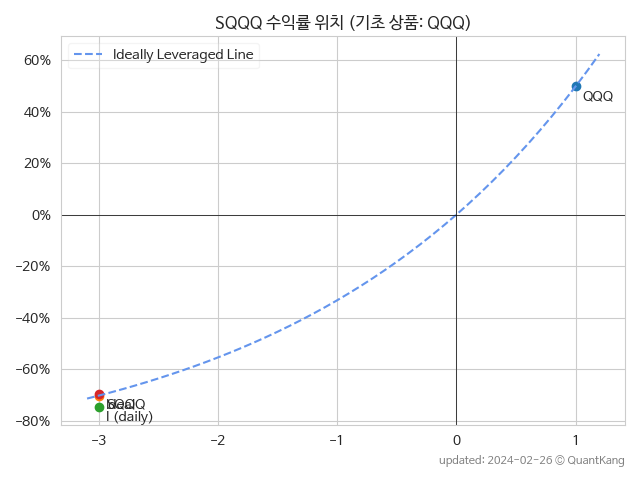 SQQQ 수익률 위치 (기초 상품: QQQ)
Ideally Leveraged Line
60%
40%
20%
0%
−20%
−40%
−60%
−80%
QQQ
SQQQ
I (daily)
−3
−2
−1
0
1
updated: 2024-02-26 © QuantKang